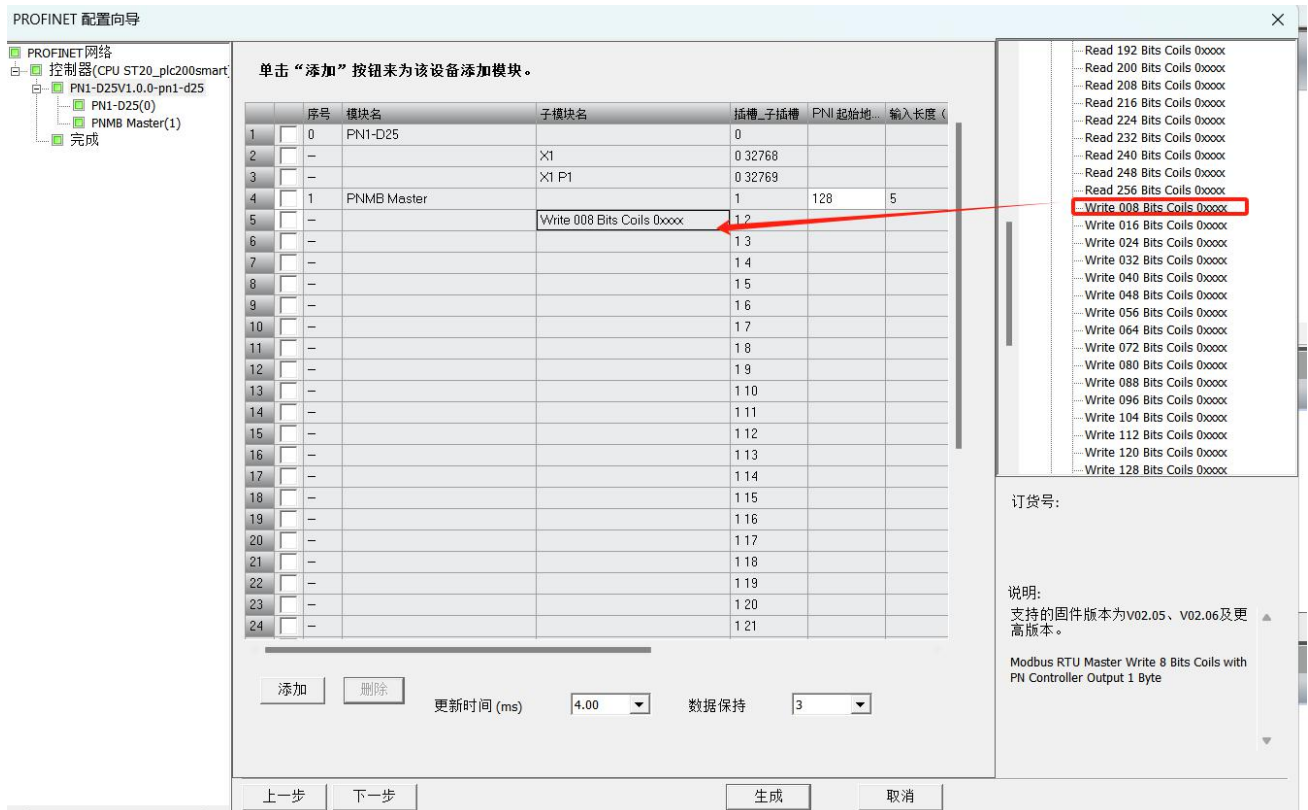 PROFINET 配置向导
PROFINET网络
控制器(CPU ST20_plc200smart
PN1-D25V1.0.0-pn1-d25
PN1-D25(0)
PNMB Master(1)
完成
单击“添加”按钮来为该设备添加模块。
序号 模块名 子模块名 插槽_子插槽 PNI 起始地... 输入长度（
1 0 PN1-D25 0
2 – X1 0 32768
3 – X1 P1 0 32769
4 1 PNMB Master 1 128 5
5 – Write 008 Bits Coils 0xxxx 1 2
6 – 1 3
7 – 1 4
8 – 1 5
9 – 1 6
10 – 1 7
11 – 1 8
12 – 1 9
13 – 1 10
14 – 1 11
15 – 1 12
16 – 1 13
17 – 1 14
18 – 1 15
19 – 1 16
20 – 1 17
21 – 1 18
22 – 1 19
23 – 1 20
24 – 1 21
添加 删除 更新时间 (ms) 4.00 数据保持 3
Read 192 Bits Coils 0xxxx
Read 200 Bits Coils 0xxxx
Read 208 Bits Coils 0xxxx
Read 216 Bits Coils 0xxxx
Read 224 Bits Coils 0xxxx
Read 232 Bits Coils 0xxxx
Read 240 Bits Coils 0xxxx
Read 248 Bits Coils 0xxxx
Read 256 Bits Coils 0xxxx
Write 008 Bits Coils 0xxxx
Write 016 Bits Coils 0xxxx
Write 024 Bits Coils 0xxxx
Write 032 Bits Coils 0xxxx
Write 040 Bits Coils 0xxxx
Write 048 Bits Coils 0xxxx
Write 056 Bits Coils 0xxxx
Write 064 Bits Coils 0xxxx
Write 072 Bits Coils 0xxxx
Write 080 Bits Coils 0xxxx
Write 088 Bits Coils 0xxxx
Write 096 Bits Coils 0xxxx
Write 104 Bits Coils 0xxxx
Write 112 Bits Coils 0xxxx
Write 120 Bits Coils 0xxxx
Write 128 Bits Coils 0xxxx
订货号:
说明:
支持的固件版本为V02.05、V02.06及更
高版本。
Modbus RTU Master Write 8 Bits Coils with
PN Controller Output 1 Byte
上一步 下一步 生成 取消